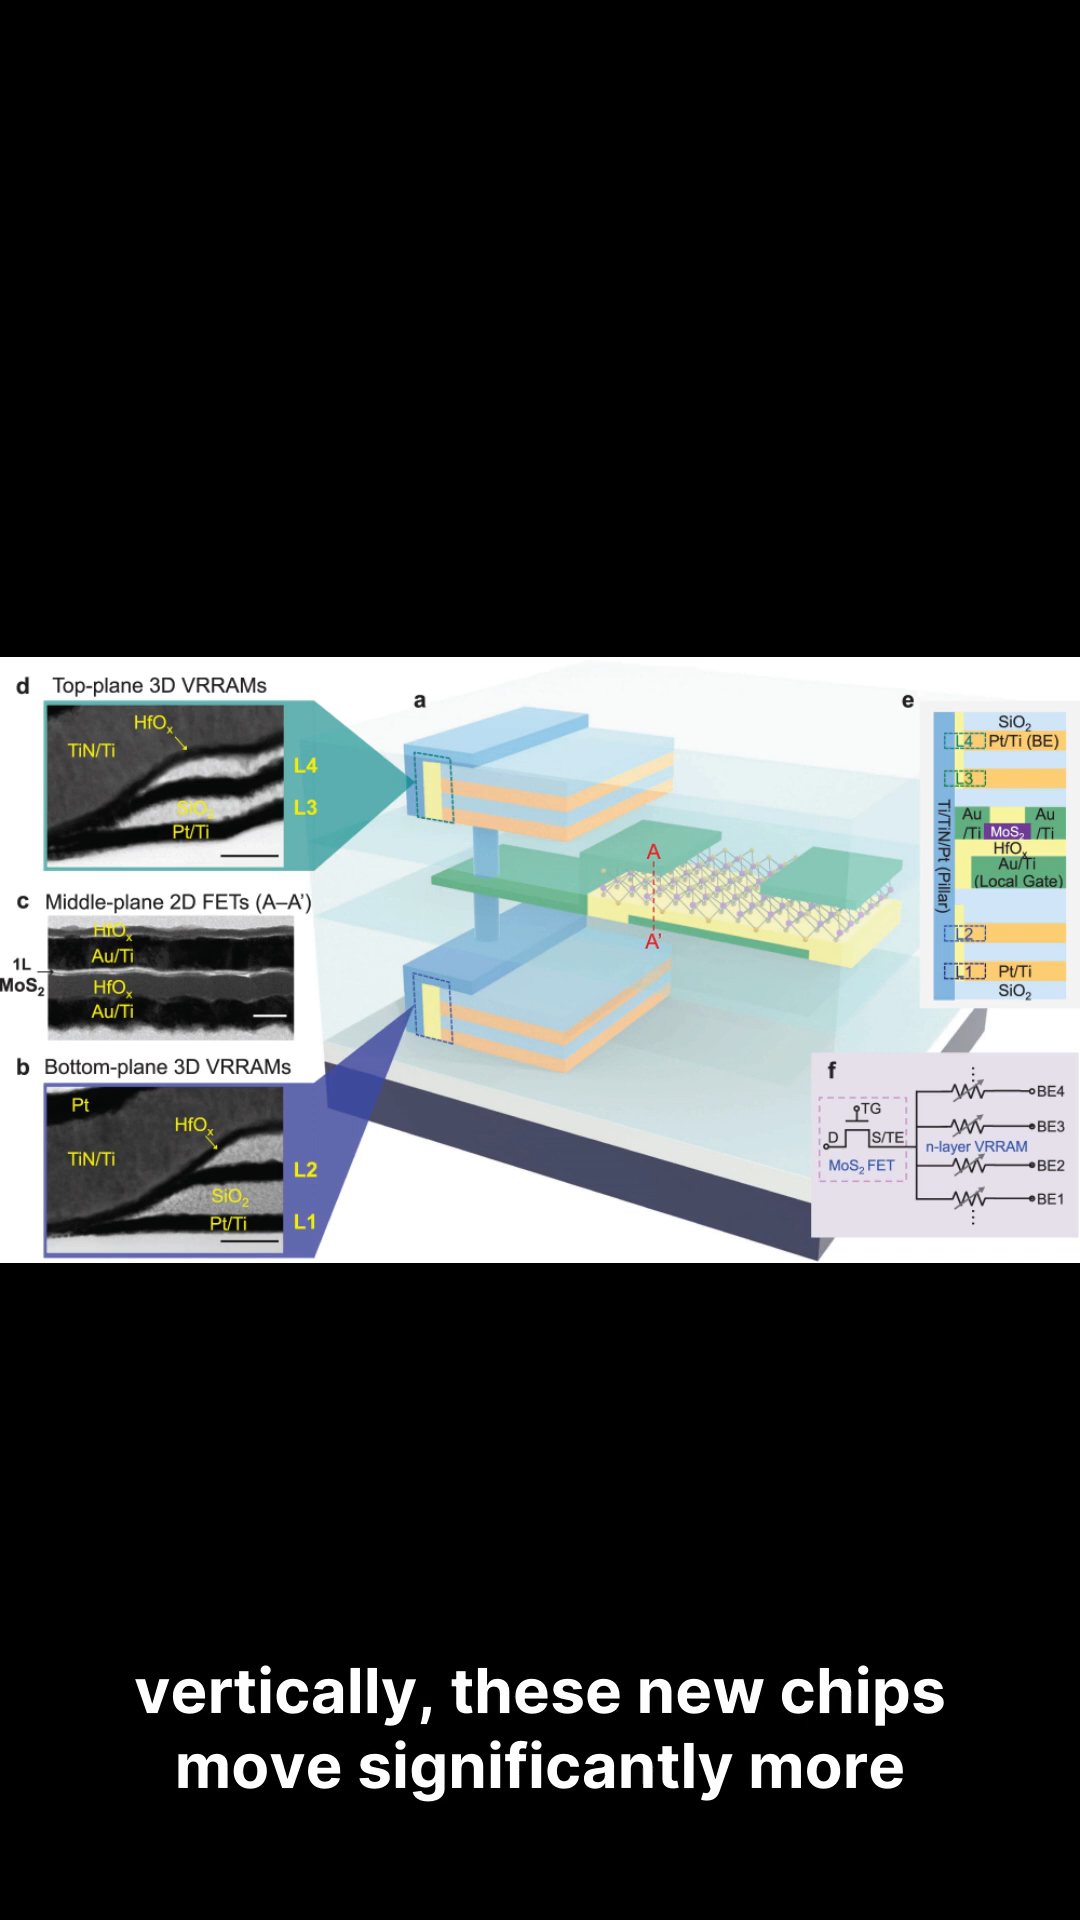 d Top-plane 3D VRRAMs
HfOx
TiN/Ti
SiO2
Pt/Ti
L4
L3
c Middle-plane 2D FETs (A–A’)
HfOx
Au/Ti
1L
MoS2
HfOx
Au/Ti
b Bottom-plane 3D VRRAMs
Pt
HfOx
TiN/Ti
SiO2
Pt/Ti
L2
L1
a
A
A'
e
SiO2
L4 Pt/Ti (BE)
L3
Ti/TiN/Pt (Pillar)
Au
/Ti
MoS2
Au
/Ti
HfOx
Au/Ti
(Local Gate)
L2
L1 Pt/Ti
SiO2
f
TG
D
S/TE
MoS2 FET
n-layer VRRAM
BE4
BE3
BE2
BE1
vertically, these new chips
move significantly more